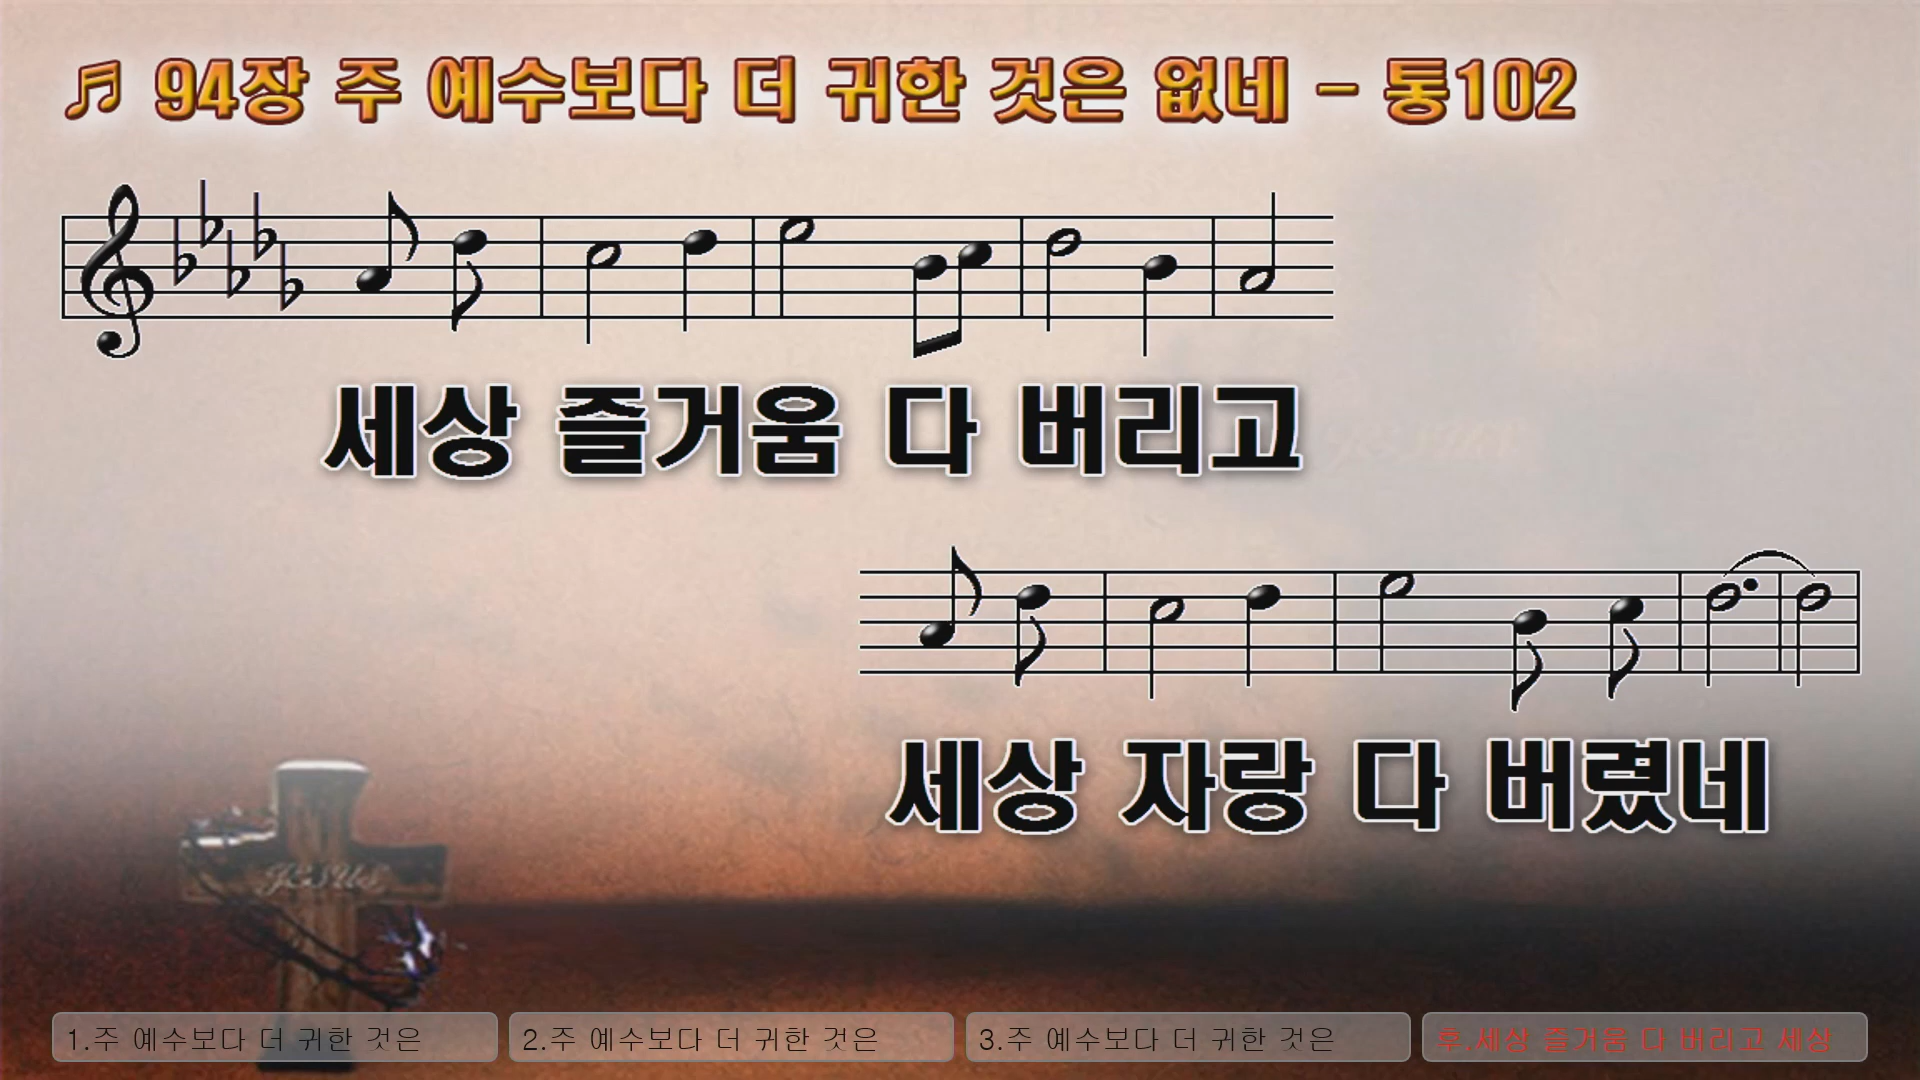 ♬ 94장 주 예수보다 더 귀한 것은 없네 - 통102
세상 즐거움 다 버리고
세상 자랑 다 버렸네
JESUS
1.주 예수보다 더 귀한 것은
2.주 예수보다 더 귀한 것은
3.주 예수보다 더 귀한 것은
후.세상 즐거움 다 버리고 세상